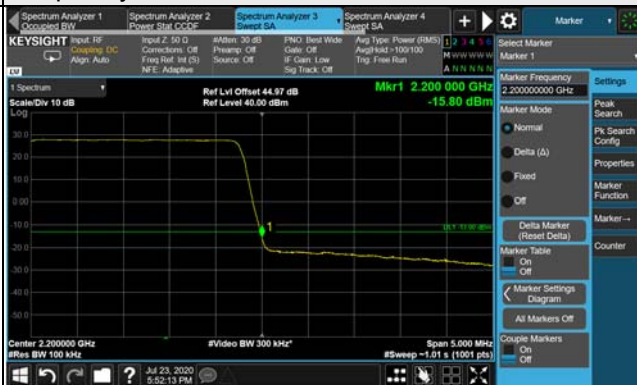 Spectrum Analyzer 1
Occupied BW
Spectrum Analyzer 2
Power Stat CCDF
Spectrum Analyzer 3
Swept SA
Spectrum Analyzer 4
Swept SA
+
Marker
KEYSIGHT
Input: RF
Coupling: DC
Align: Auto
Input Z: 50 Ω
Corrections: Off
Freq Ref: Int (S)
NFE: Adaptive
#Atten: 30 dB
Preamp: Off
Source: Off
PNO: Best Wide
Gate: Off
IF Gain: Low
Sig Track: Off
Avg Type: Power (RMS)
Avg|Hold >100/100
Trig: Free Run
1 2 3 4 5 6
M W W W W W
A N N N N N
LM
Select Marker
Marker 1
1 Spectrum
Scale/Div 10 dB
Log
Ref Lvl Offset 44.97 dB
Ref Level 40.00 dBm
Mkr1 2.200 000 GHz
-15.80 dBm
Marker Frequency
2.200000000 GHz
Settings
Marker Mode
Normal
Delta (Δ)
Fixed
Off
Delta Marker
(Reset Delta)
Marker Table
On
Off
Marker Settings
Diagram
All Markers Off
Couple Markers
On
Off
Peak
Search
Pk Search
Config
Properties
Marker
Function
Marker→
Counter
30.0
20.0
10.0
0.00
-10.0
-20.0
-30.0
-40.0
-50.0
1
Center 2.200000 GHz
#Res BW 100 kHz
#Video BW 300 kHz*
Span 5.000 MHz
#Sweep ~1.01 s (1001 pts)
?
Jul 23, 2020
5:52:13 PM